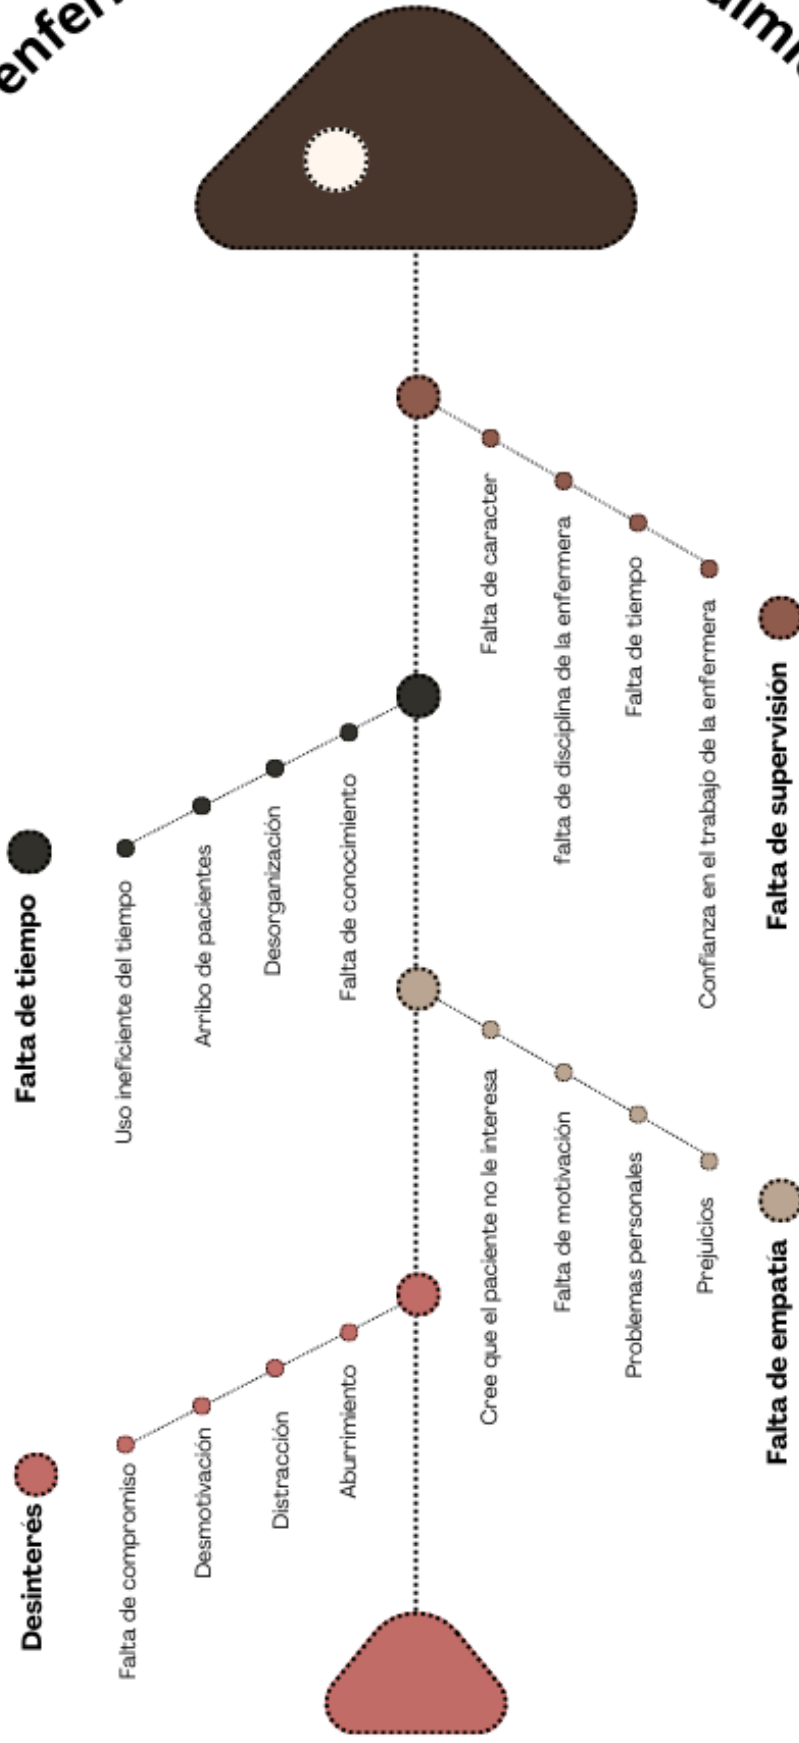 Desinterés
Falta de compromiso
Desmotivación
Distracción
Aburrimiento
Falta de tiempo
Uso ineficiente del tiempo
Arribo de pacientes
Desorganización
Falta de conocimiento
Cree que el paciente no le interesa
Falta de motivación
Problemas personales
Prejuicios
Falta de empatía
Falta de caracter
falta de disciplina de la enfermera
Falta de tiempo
Confianza en el trabajo de la enfermera
Falta de supervisión